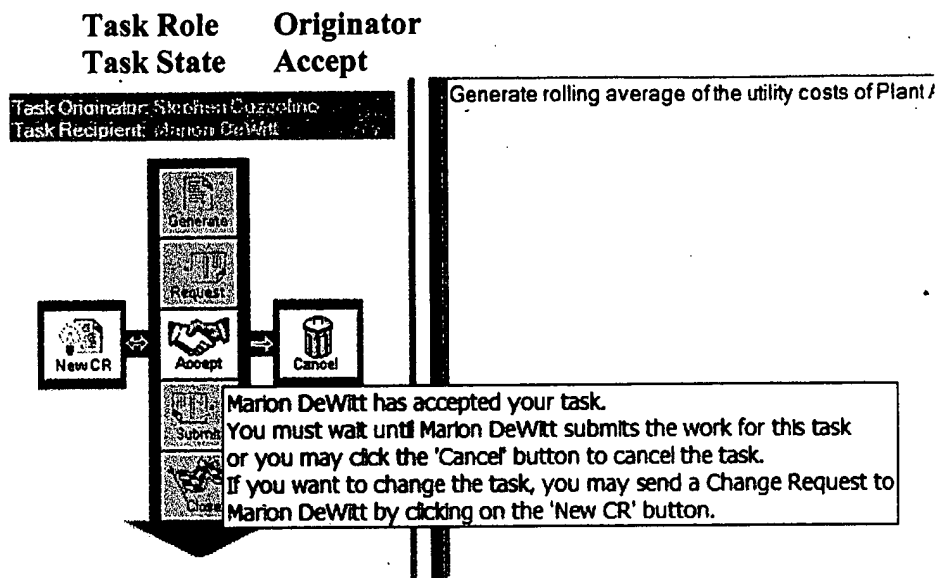 Task Role Originator
Task State Accept
Task Originator: Stephen Cozzolino
Task Recipient: Marion DeWitt
Generate rolling average of the utility costs of Plant A
Generate
Request
New CR
Accept
Cancel
Submit
Close
Marion DeWitt has accepted your task.
You must wait until Marion DeWitt submits the work for this task
or you may click the 'Cancel' button to cancel the task.
If you want to change the task, you may send a Change Request to
Marion DeWitt by clicking on the 'New CR' button.